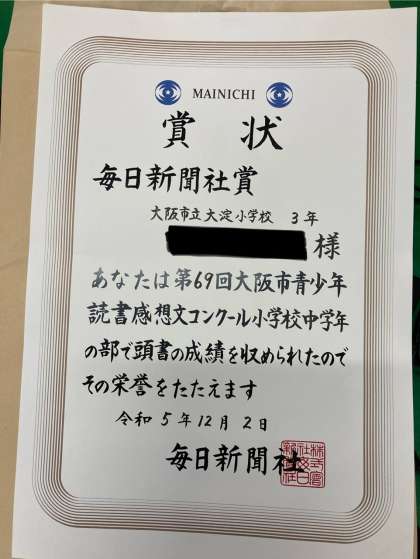 MAINICHI
賞状
毎日新聞社賞
大阪市立大淀小学校 3年
様
あなたは第69回大阪市青少年
読書感想文コンクール小学校中学年
の部で頭書の成績を収められたので
その栄誉をたたえます
令和5年12月2日
毎日新聞社